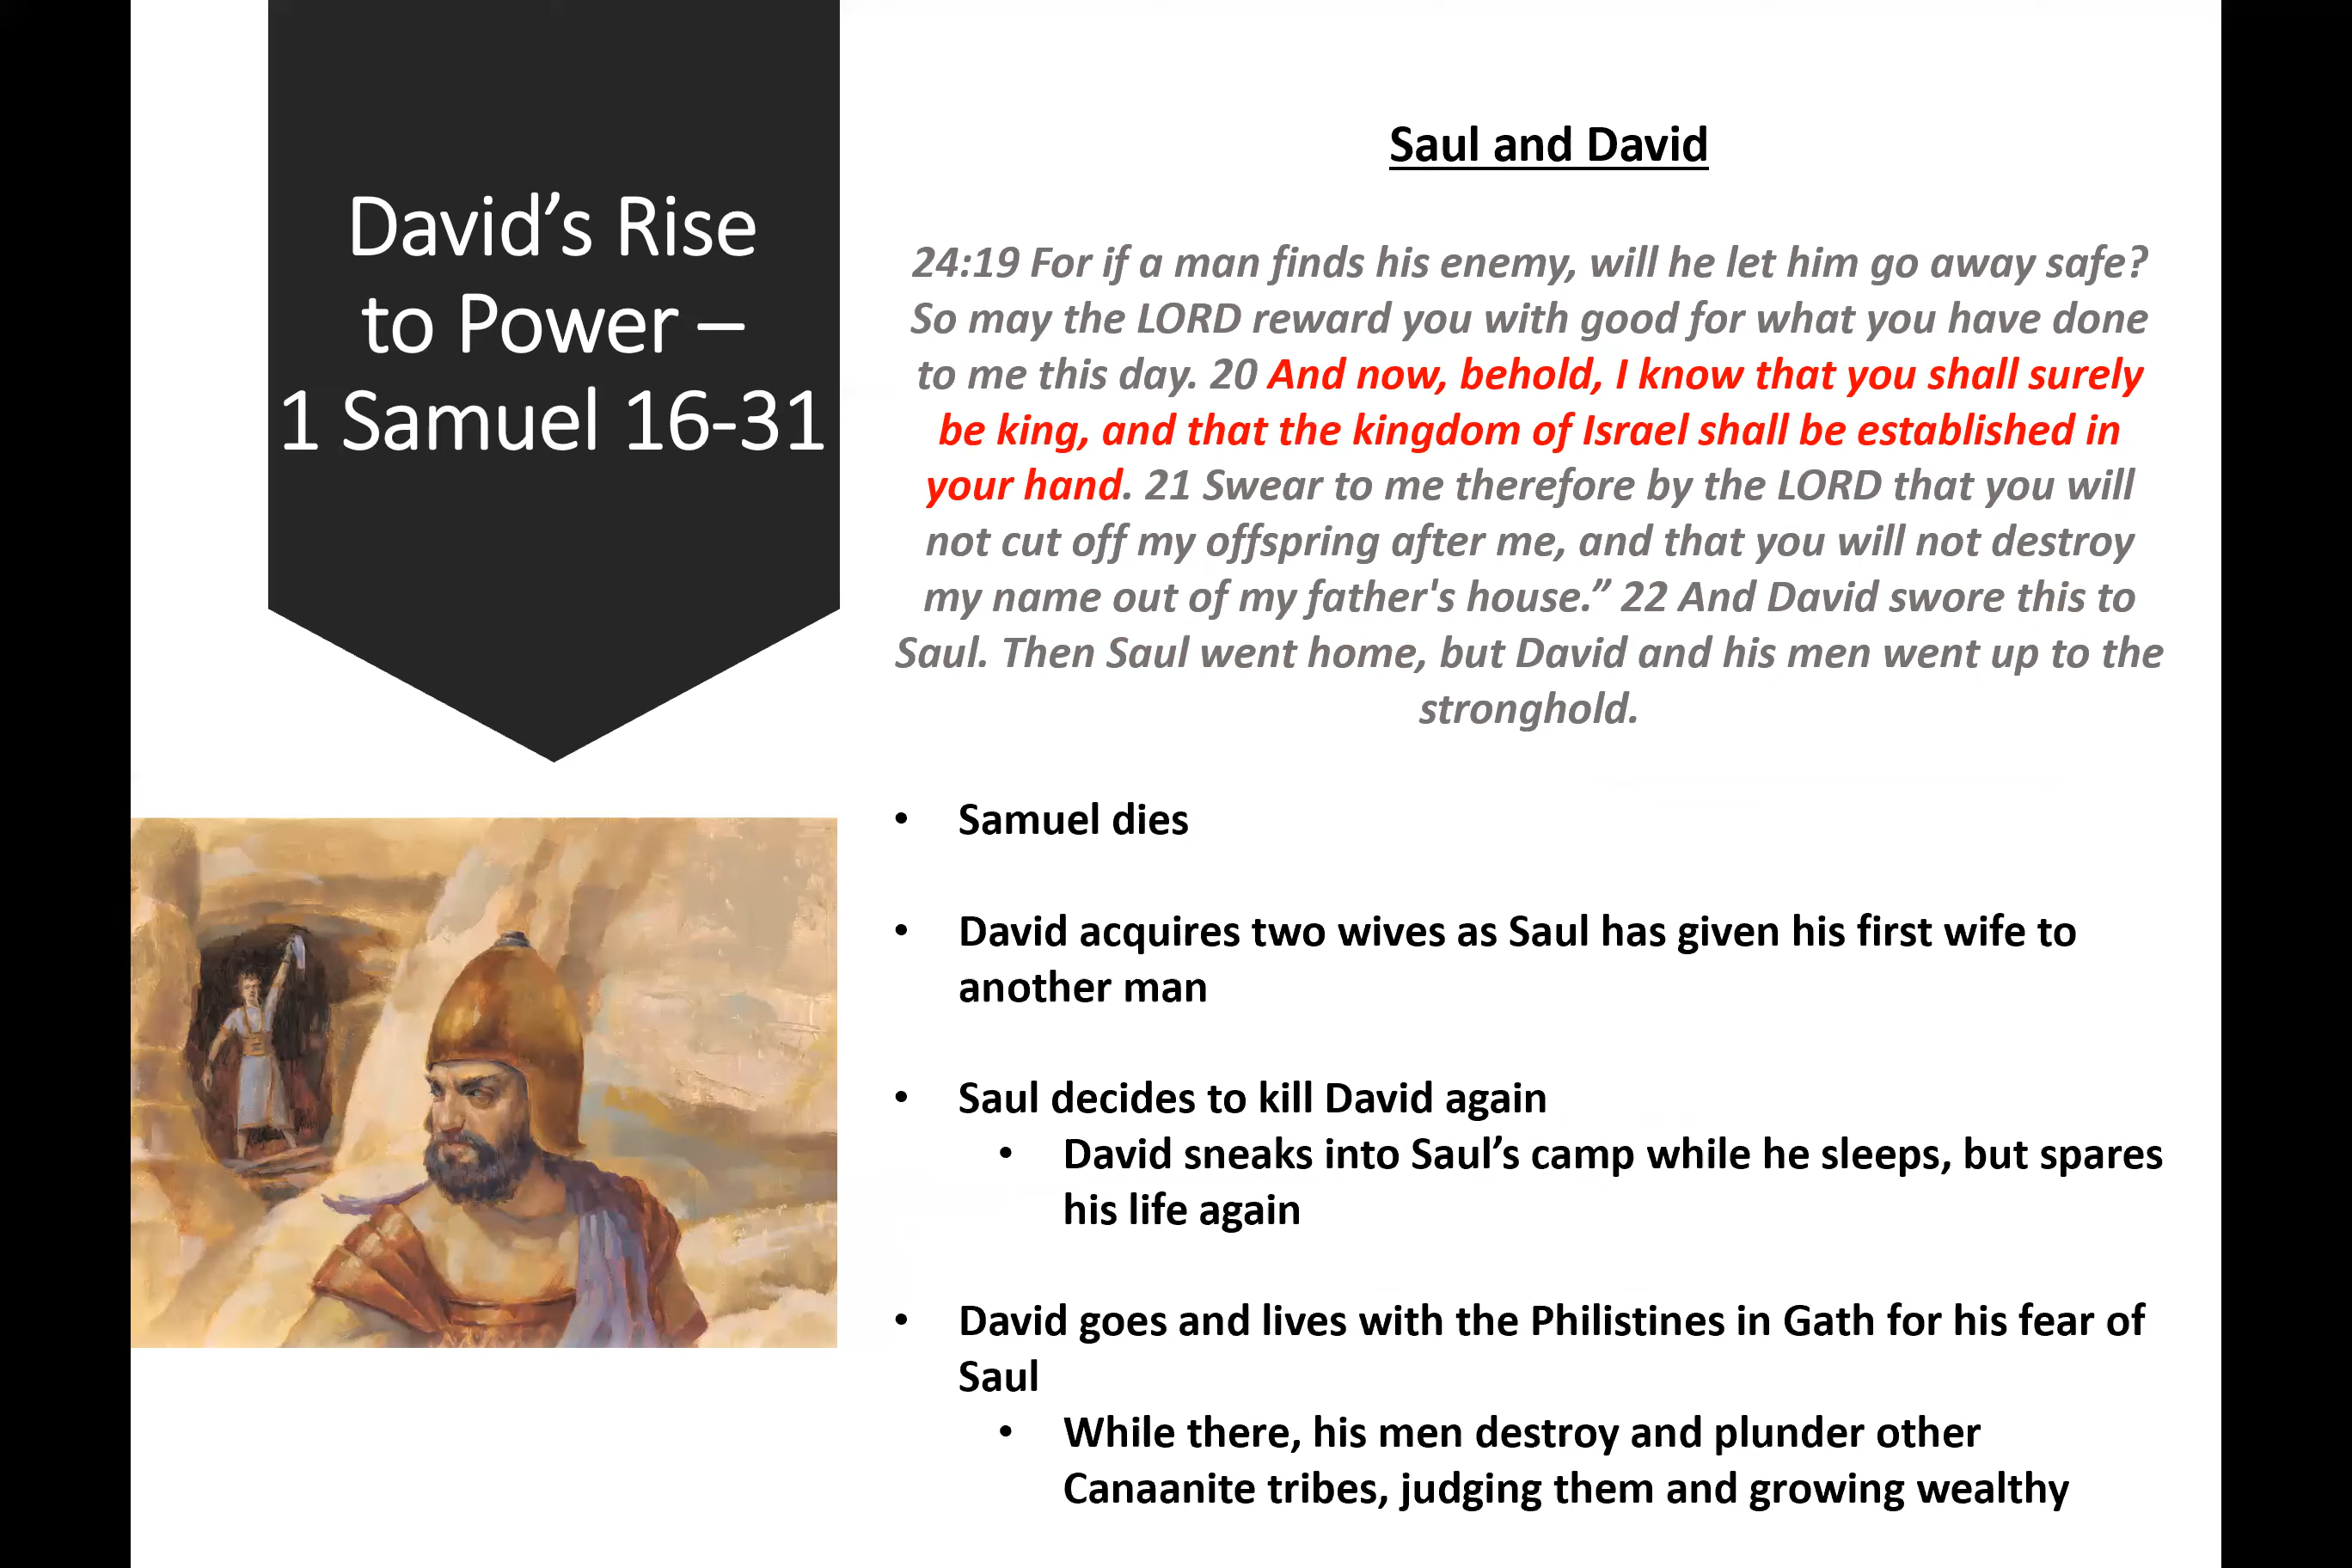 David’s Rise
to Power –
1 Samuel 16-31
Saul and David
24:19 For if a man finds his enemy, will he let him go away safe?
So may the LORD reward you with good for what you have done
to me this day. 20 And now, behold, I know that you shall surely
be king, and that the kingdom of Israel shall be established in
your hand. 21 Swear to me therefore by the LORD that you will
not cut off my offspring after me, and that you will not destroy
my name out of my father's house.” 22 And David swore this to
Saul. Then Saul went home, but David and his men went up to the
stronghold.
• Samuel dies
• David acquires two wives as Saul has given his first wife to
another man
• Saul decides to kill David again
• David sneaks into Saul’s camp while he sleeps, but spares
his life again
• David goes and lives with the Philistines in Gath for his fear of
Saul
• While there, his men destroy and plunder other
Canaanite tribes, judging them and growing wealthy